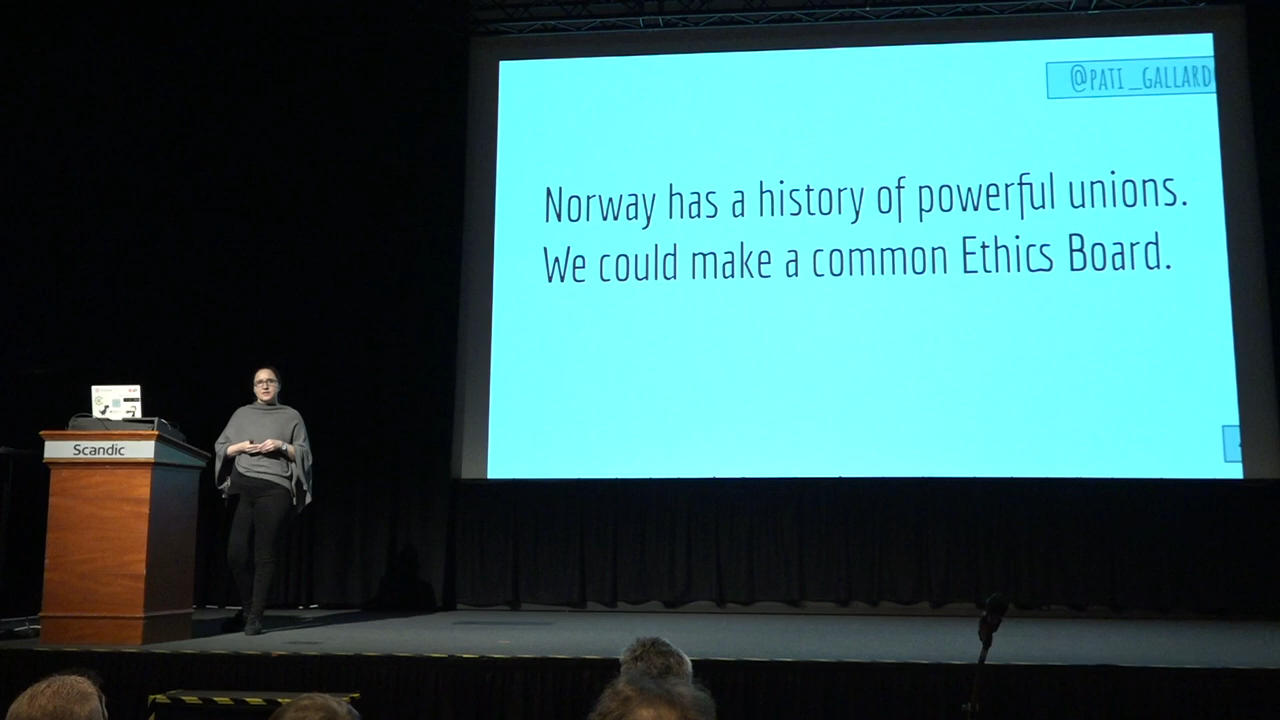 @PATI_GALLARD
Norway has a history of powerful unions.
We could make a common Ethics Board.
Scandic